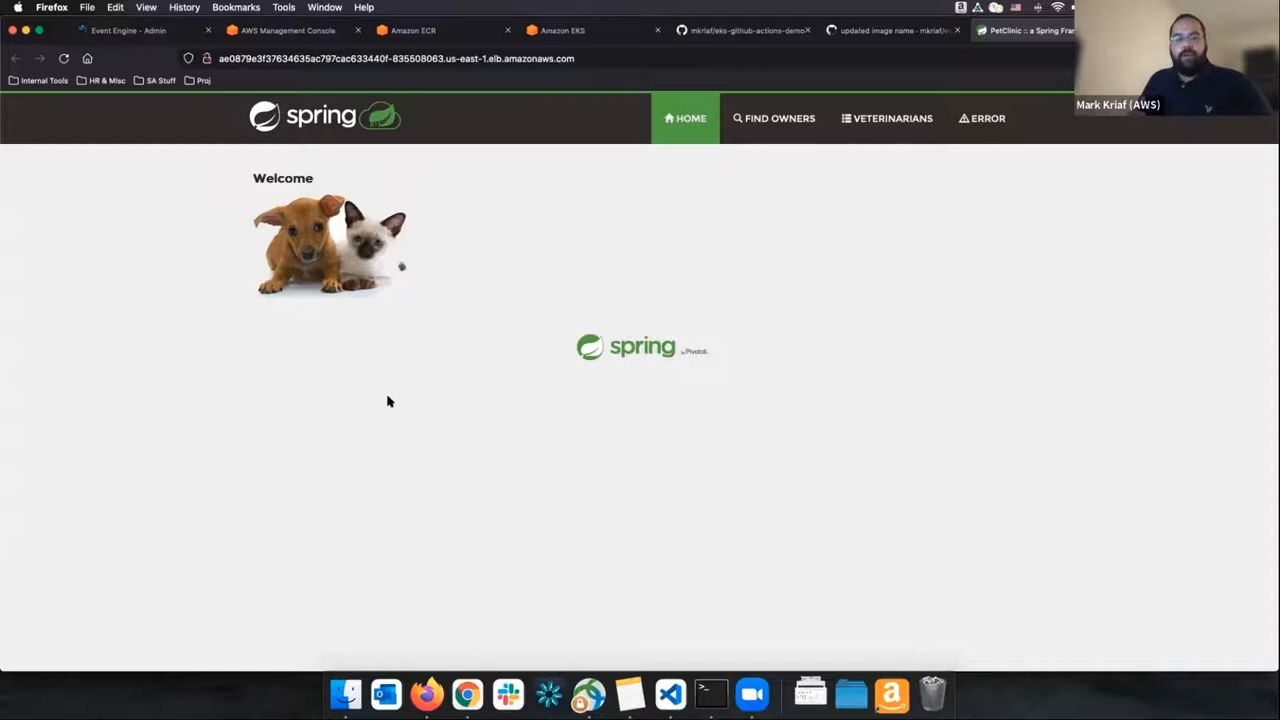 Firefox File Edit View History Bookmarks Tools Window Help
Event Engine - Admin
AWS Management Console
Amazon ECR
Amazon EKS
mkriaf/eks-github-actions-demo
updated image name - mkriaf/e
PetClinic :: a Spring Fram
ae0879e3f37634635ac797cac633440f-835508063.us-east-1.elb.amazonaws.com
Internal Tools HR & Misc SA Stuff Proj
Mark Kriaf (AWS)
spring
HOME FIND OWNERS VETERINARIANS ERROR
Welcome
spring by Pivotal.